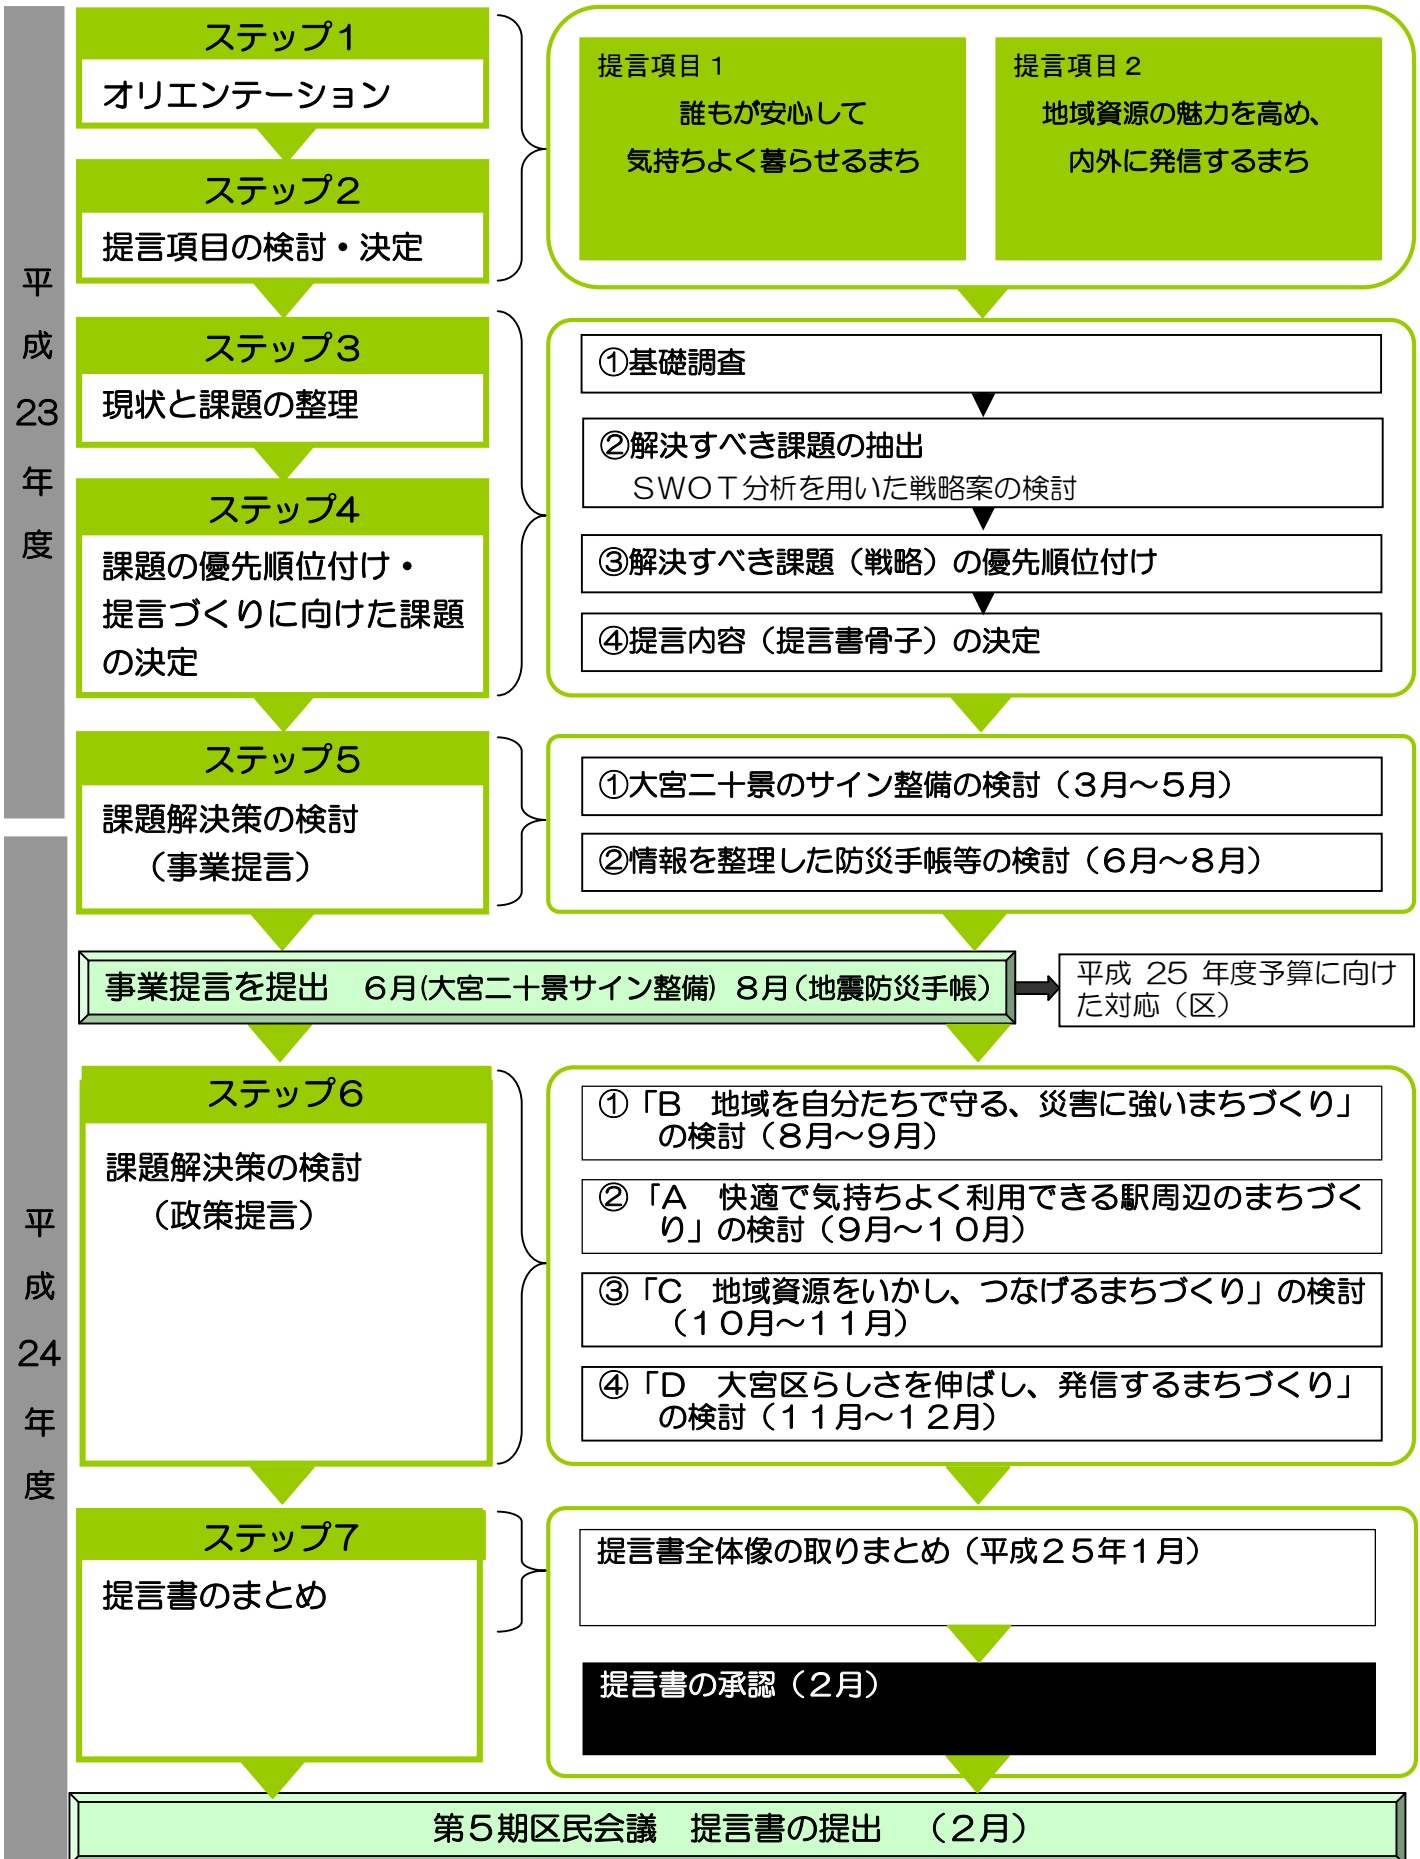 平
成
23
年
度
ステップ１
オリエンテーション
ステップ２
提言項目の検討・決定
提言項目１
誰もが安心して
気持ちよく暮らせるまち
提言項目２
地域資源の魅力を高め、
内外に発信するまち
ステップ３
現状と課題の整理
ステップ4
課題の優先順位付け・
提言づくりに向けた課題
の決定
①基礎調査
②解決すべき課題の抽出
ＳＷＯＴ分析を用いた戦略案の検討
③解決すべき課題（戦略）の優先順位付け
④提言内容（提言書骨子）の決定
ステップ５
課題解決策の検討
（事業提言）
①大宮二十景のサイン整備の検討（３月～５月）
②情報を整理した防災手帳等の検討（６月～８月）
平
成
24
年
度
事業提言を提出　６月(大宮二十景サイン整備) ８月（地震防災手帳）
平成 25 年度予算に向け
た対応（区）
ステップ６
課題解決策の検討
（政策提言）
①「Ｂ　地域を自分たちで守る、災害に強いまちづくり」
の検討（８月～９月）
②「Ａ　快適で気持ちよく利用できる駅周辺のまちづく
り」の検討（９月～１０月）
③「Ｃ　地域資源をいかし、つなげるまちづくり」の検討
（１０月～１１月）
④「Ｄ　大宮区らしさを伸ばし、発信するまちづくり」
の検討（１１月～１２月）
ステップ７
提言書のまとめ
提言書全体像の取りまとめ（平成２５年１月）
提言書の承認（２月）
第５期区民会議　提言書の提出　（２月）